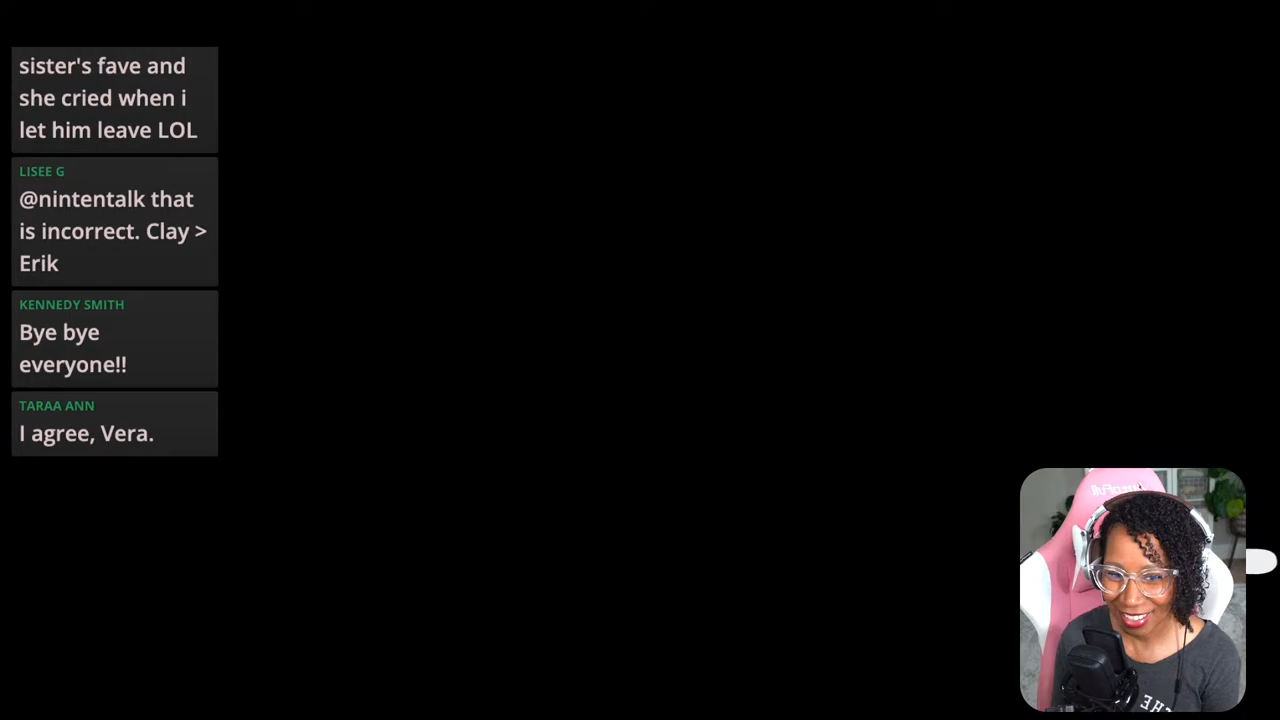 sister's fave and
she cried when i
let him leave LOL
LISEE G
@nintentalk that
is incorrect. Clay >
Erik
KENNEDY SMITH
Bye bye
everyone!!
TARAA ANN
I agree, Vera.